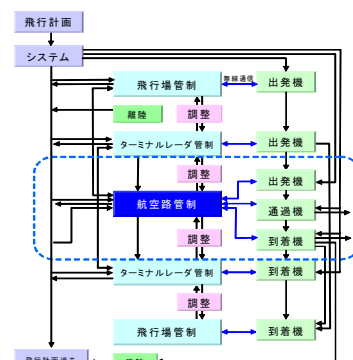 飛行計画
システム
飛行場管制
無線通信
出発機
離陸
調整
ターミナルレーダ管制
出発機
調整
出発機
航空路管制
通過機
調整
到着機
ターミナルレーダ管制
到着機
調整
飛行場管制
到着機